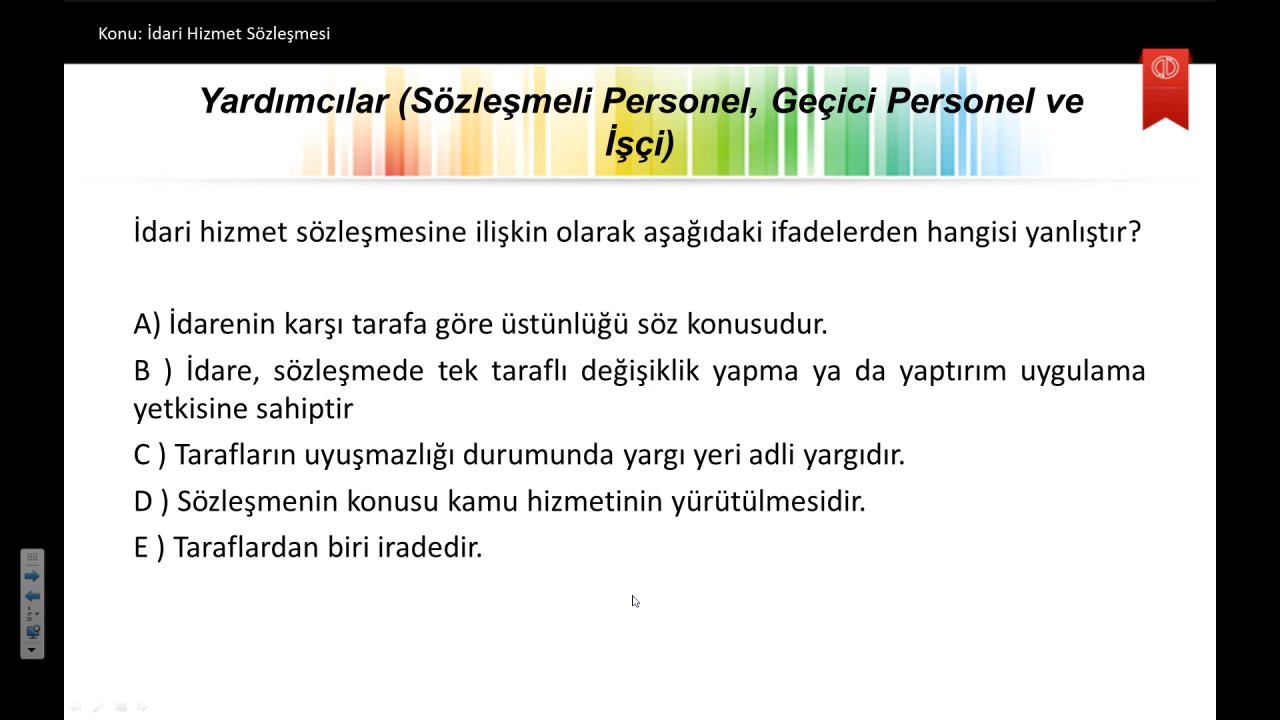 Konu: İdari Hizmet Sözleşmesi
Yardımcılar (Sözleşmeli Personel, Geçici Personel ve
İşçi)
İdari hizmet sözleşmesine ilişkin olarak aşağıdaki ifadelerden hangisi yanlıştır?
A) İdarenin karşı tarafa göre üstünlüğü söz konusudur.
B ) İdare, sözleşmede tek taraflı değişiklik yapma ya da yaptırım uygulama
yetkisine sahiptir
C ) Tarafların uyuşmazlığı durumunda yargı yeri adli yargıdır.
D ) Sözleşmenin konusu kamu hizmetinin yürütülmesidir.
E ) Taraflardan biri iradedir.